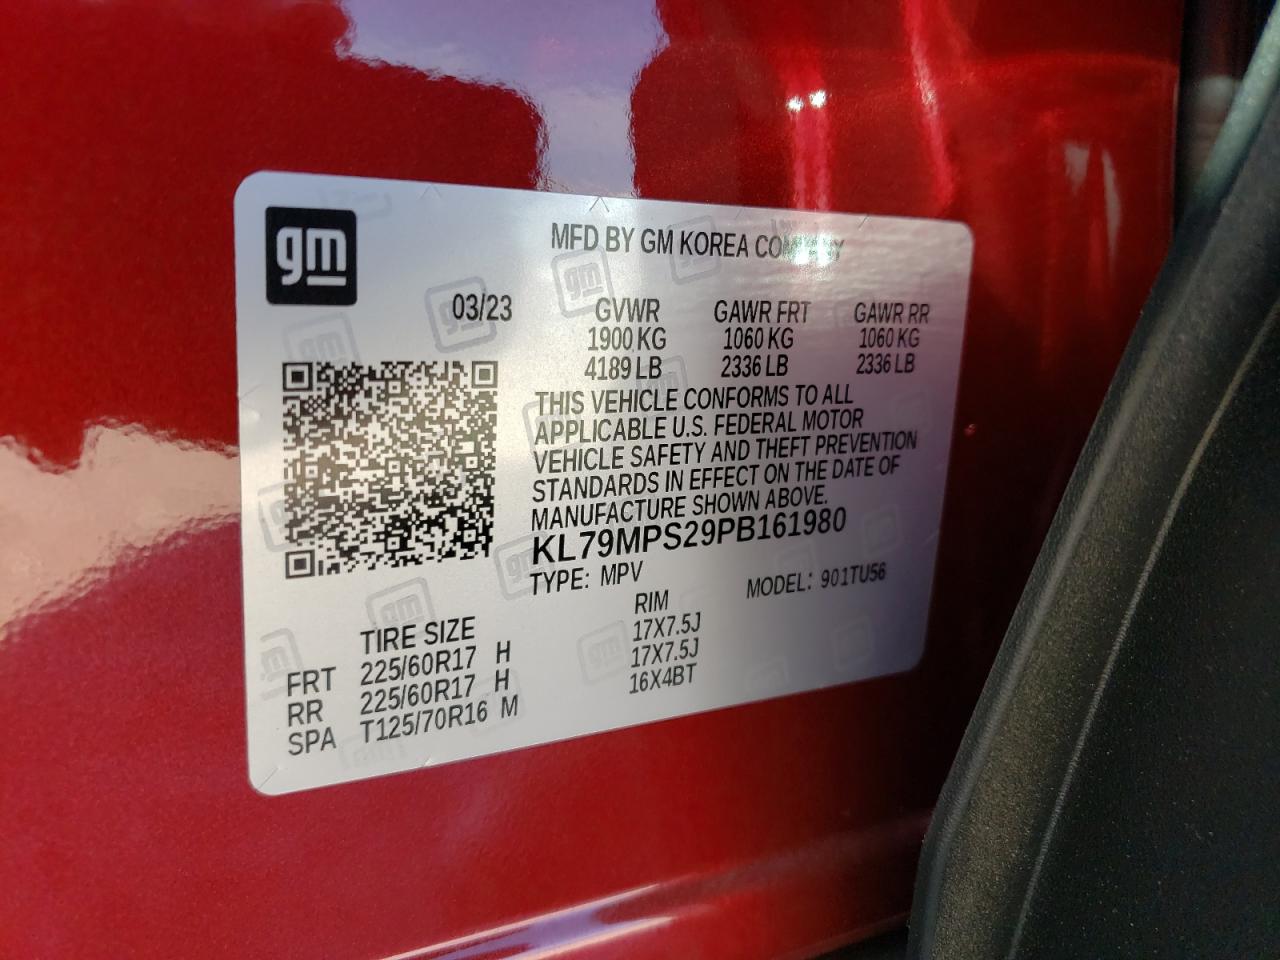 gm
MFD BY GM KOREA COMPANY
03/23 GVWR GAWR FRT GAWR RR
1900 KG 1060 KG 1060 KG
4189 LB 2336 LB 2336 LB
THIS VEHICLE CONFORMS TO ALL
APPLICABLE U.S. FEDERAL MOTOR
VEHICLE SAFETY AND THEFT PREVENTION
STANDARDS IN EFFECT ON THE DATE OF
MANUFACTURE SHOWN ABOVE.
KL79MPS29PB161980
TYPE: MPV MODEL: 901TU56
TIRE SIZE RIM
FRT 225/60R17 H 17X7.5J
RR 225/60R17 H 17X7.5J
SPA T125/70R16 M 16X4BT